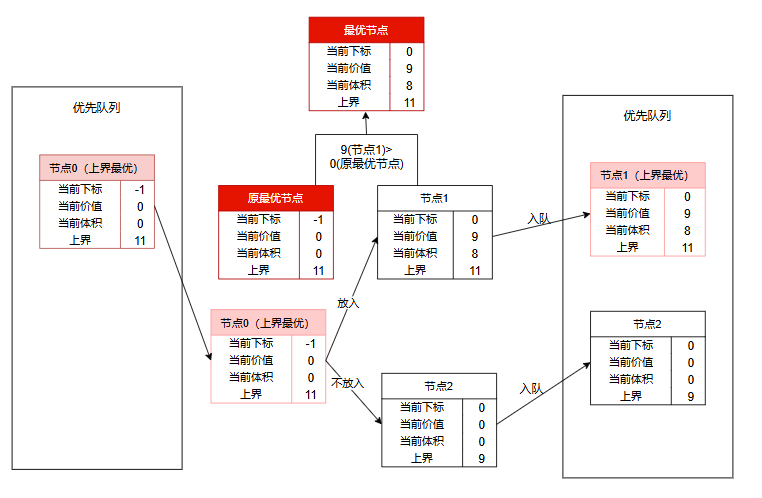 最优节点
当前下标 0
当前价值 9
当前体积 8
上界 11
优先队列
节点0（上界最优）
当前下标 -1
当前价值 0
当前体积 0
上界 11
9(节点1)>
0(原最优节点)
原最优节点
当前下标 -1
当前价值 0
当前体积 0
上界 11
节点1
当前下标 0
当前价值 9
当前体积 8
上界 11
节点0（上界最优）
当前下标 -1
当前价值 0
当前体积 0
上界 11
放入
不放入
节点2
当前下标 0
当前价值 0
当前体积 0
上界 9
入队
入队
优先队列
节点1（上界最优）
当前下标 0
当前价值 9
当前体积 8
上界 11
节点2
当前下标 0
当前价值 0
当前体积 0
上界 9